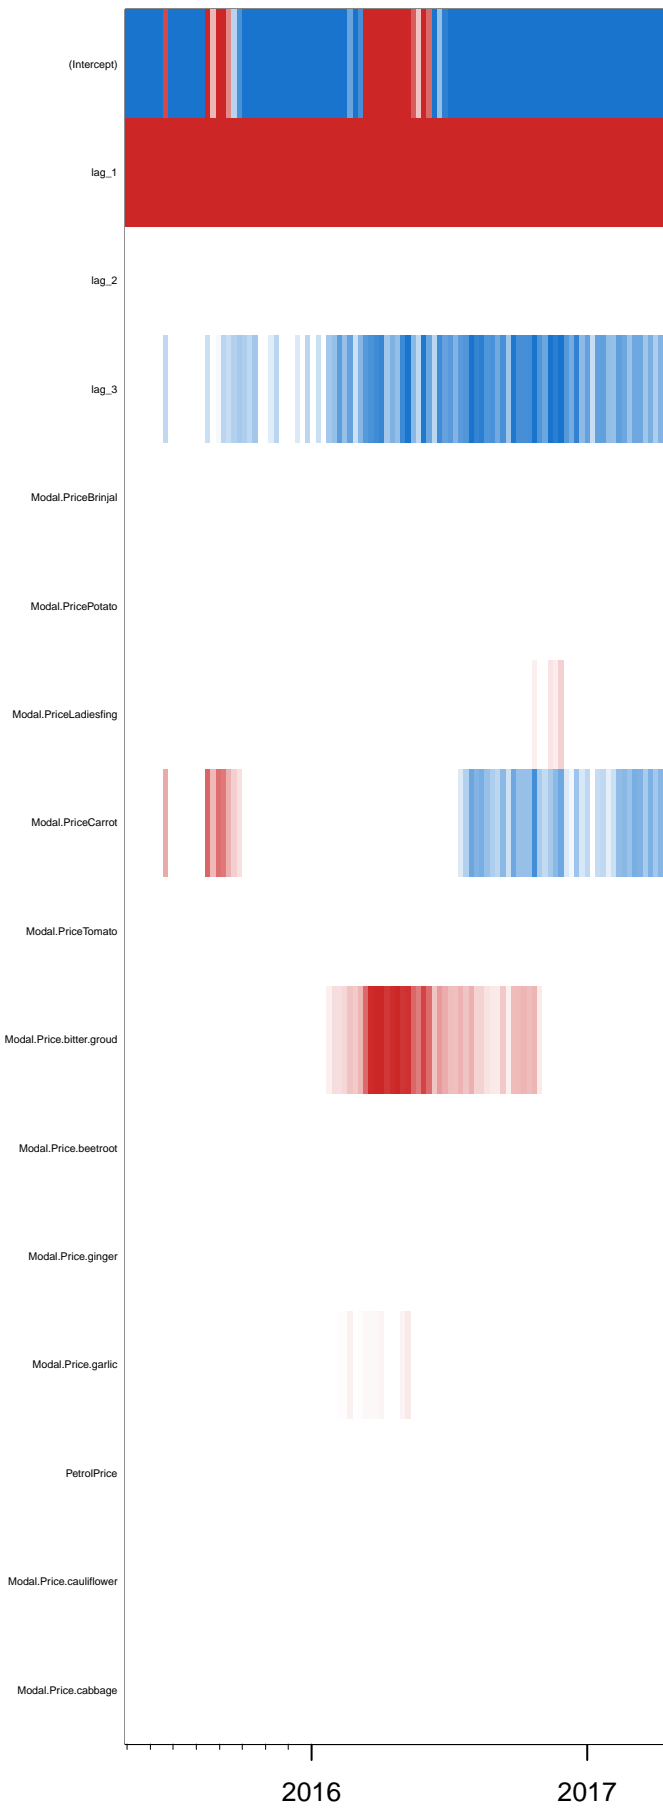 (Intercept)
lag_1
lag_2
lag_3
Modal.PriceBrinjal
Modal.PricePotato
Modal.PriceLadiesfing
Modal.PriceCarrot
Modal.PriceTomato
Modal.Price.bitter.groud
Modal.Price.beetroot
Modal.Price.ginger
Modal.Price.garlic
PetrolPrice
Modal.Price.cauliflower
Modal.Price.cabbage
2016 2017